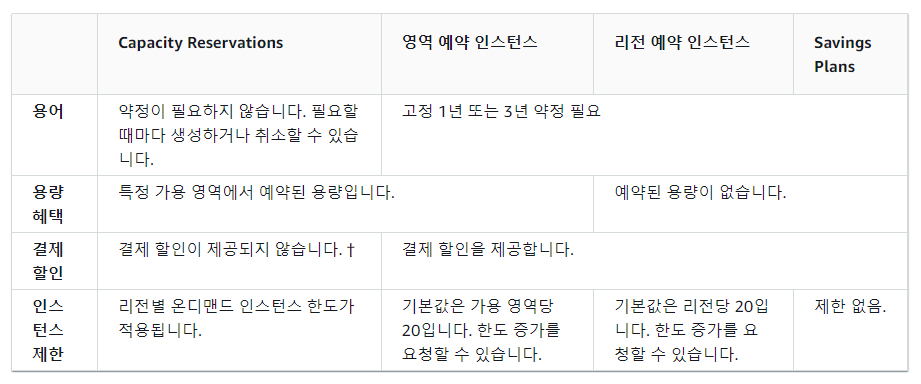 Capacity Reservations
영역 예약 인스턴스
리전 예약 인스턴스
Savings
Plans
용어
약정이 필요하지 않습니다. 필요할
때마다 생성하거나 취소할 수 있습
니다.
고정 1년 또는 3년 약정 필요
용량
혜택
특정 가용 영역에서 예약된 용량입니다.
예약된 용량이 없습니다.
결제
할인
결제 할인이 제공되지 않습니다. †
결제 할인을 제공합니다.
인스
턴스
제한
리전별 온디맨드 인스턴스 한도가
적용됩니다.
기본값은 가용 영역당
20입니다. 한도 증가를
요청할 수 있습니다.
기본값은 리전당 20입
니다. 한도 증가를 요
청할 수 있습니다.
제한 없음.